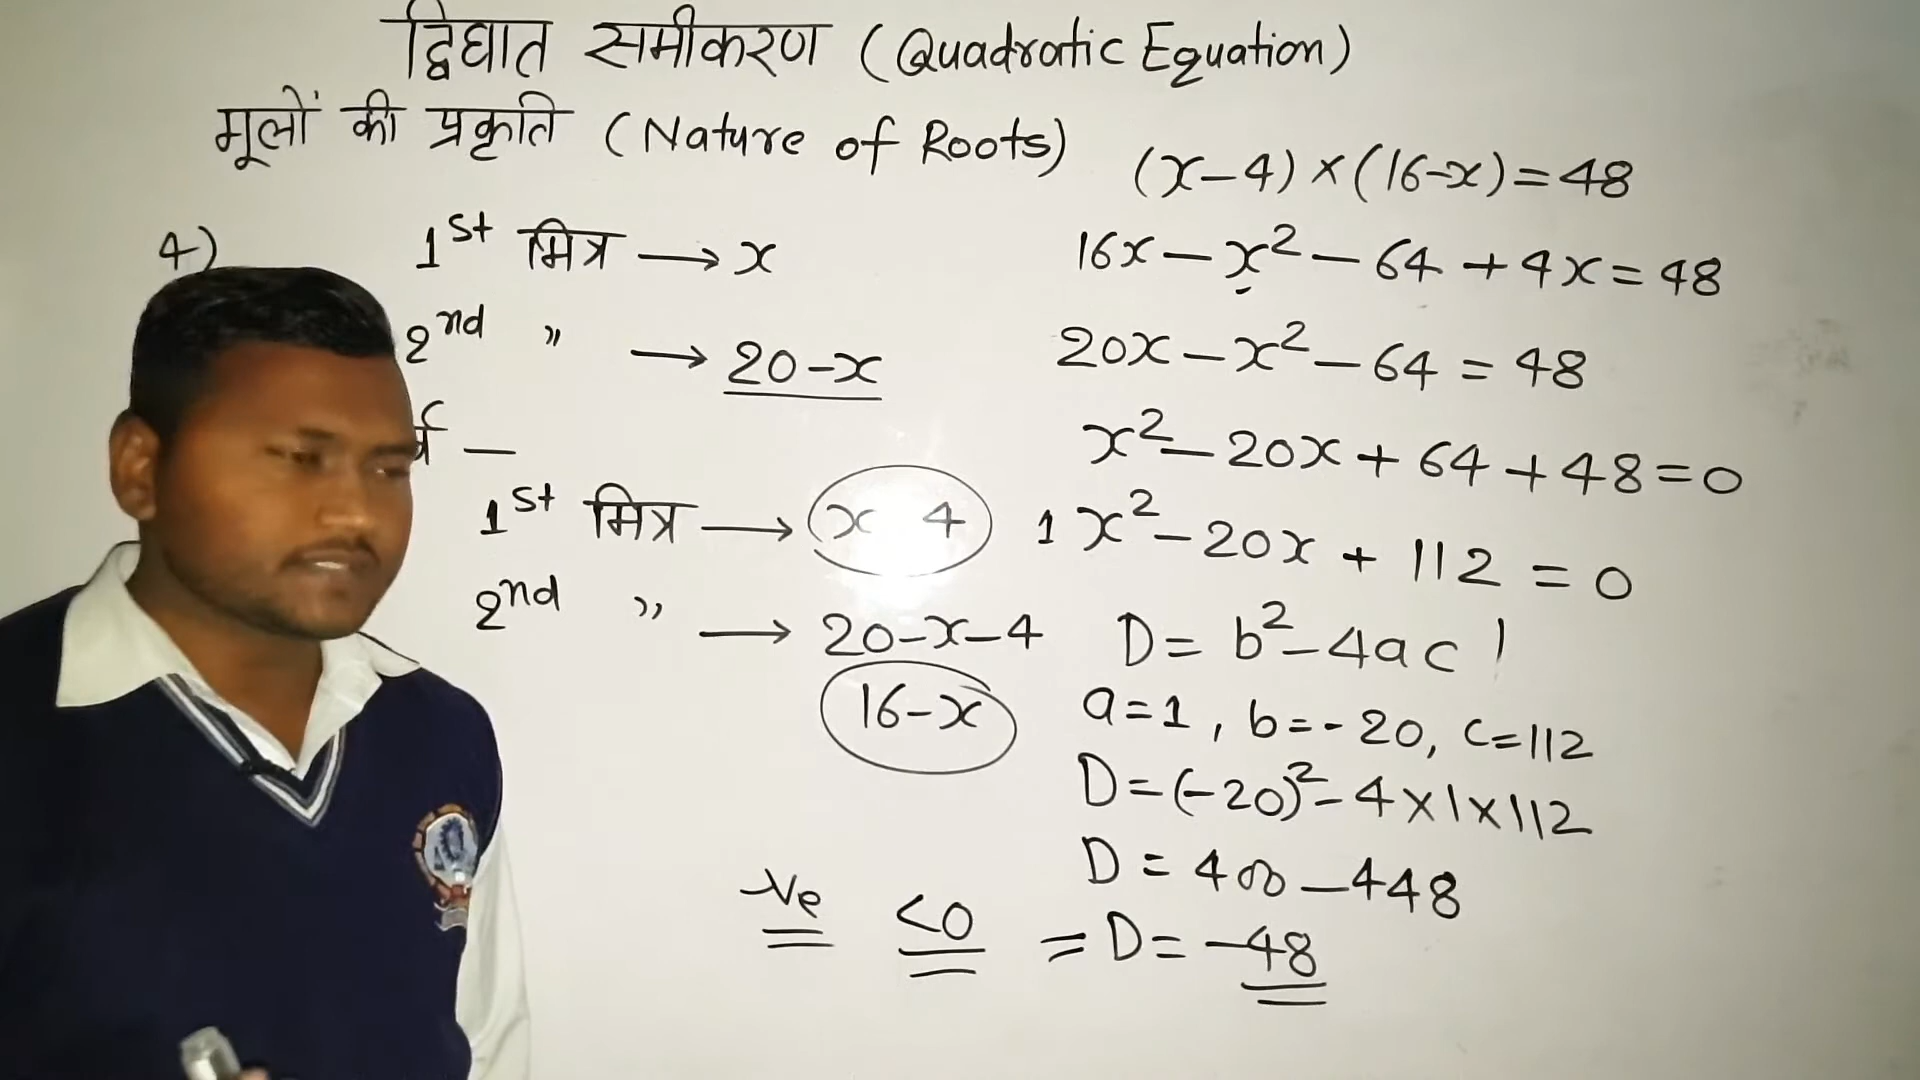 द्विघात समीकरण (Quadratic Equation)
मूलों की प्रकृति (Nature of Roots)
4) 1st मित्र → x
2nd " → 20-x
—
1st मित्र → x 4
2nd " → 20-x-4
16-x
(x-4)×(16-x)=48
16x-x²-64+4x=48
20x-x²-64=48
x²-20x+64+48=0
1x²-20x+112=0
D=b²-4ac
a=1, b=-20, c=112
D=(-20)²-4×1×112
D=400-448
-ve <0 = D=-48